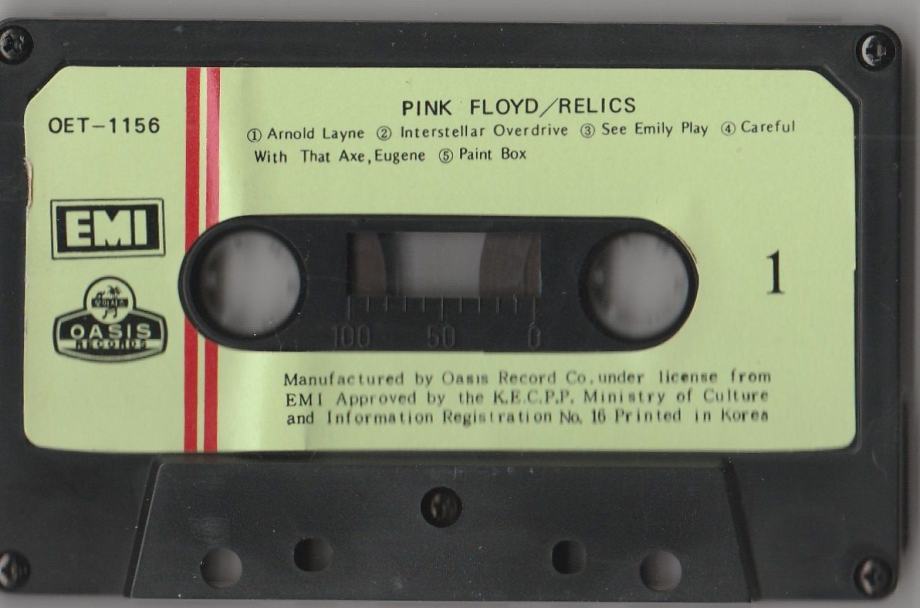 PINK FLOYD/RELICS
OET-1156
① Arnold Layne ② Interstellar Overdrive ③ See Emily Play ④ Careful
With That Axe, Eugene ⑤ Paint Box
EMI
OASIS
RECORDS
1
100 50 0
Manufactured by Oasis Record Co. under license from
EMI Approved by the K.E.C.P.P. Ministry of Culture
and Information Registration No. 16 Printed in Korea